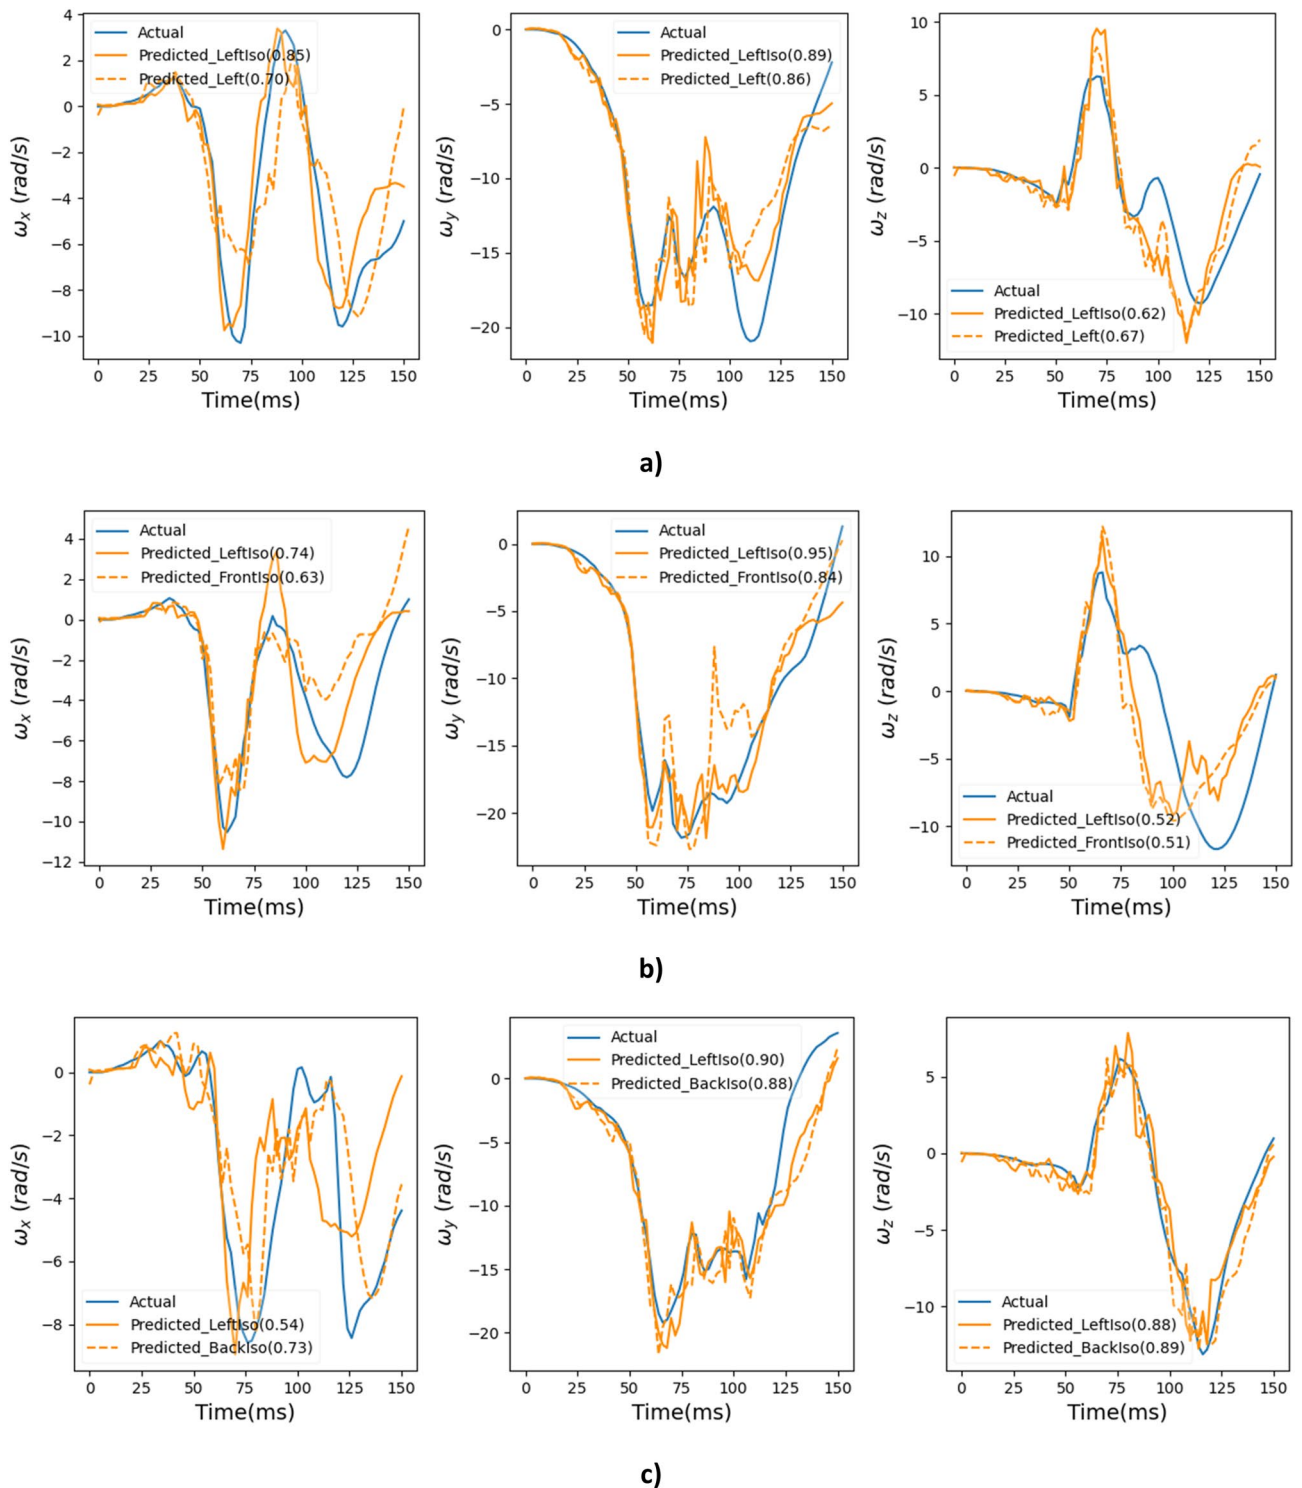 Actual
Predicted_LeftIso(0.85)
Predicted_Left(0.70)
4
2
0
−2
−4
−6
−8
−10
ωx (rad/s)
0 25 50 75 100 125 150
Time(ms)
Actual
Predicted_LeftIso(0.89)
Predicted_Left(0.86)
0
−5
−10
−15
−20
ωy (rad/s)
0 25 50 75 100 125 150
Time(ms)
10
5
0
−5
−10
ωz (rad/s)
Actual
Predicted_LeftIso(0.62)
Predicted_Left(0.67)
0 25 50 75 100 125 150
Time(ms)
a)
Actual
Predicted_LeftIso(0.74)
Predicted_FrontIso(0.63)
4
2
0
−2
−4
−6
−8
−10
−12
ωx (rad/s)
0 25 50 75 100 125 150
Time(ms)
Actual
Predicted_LeftIso(0.95)
Predicted_FrontIso(0.84)
0
−5
−10
−15
−20
ωy (rad/s)
0 25 50 75 100 125 150
Time(ms)
10
5
0
−5
−10
ωz (rad/s)
Actual
Predicted_LeftIso(0.52)
Predicted_FrontIso(0.51)
0 25 50 75 100 125 150
Time(ms)
b)
0
−2
−4
−6
−8
ωx (rad/s)
Actual
Predicted_LeftIso(0.54)
Predicted_BackIso(0.73)
0 25 50 75 100 125 150
Time(ms)
Actual
Predicted_LeftIso(0.90)
Predicted_BackIso(0.88)
0
−5
−10
−15
−20
ωy (rad/s)
0 25 50 75 100 125 150
Time(ms)
5
0
−5
−10
ωz (rad/s)
Actual
Predicted_LeftIso(0.88)
Predicted_BackIso(0.89)
0 25 50 75 100 125 150
Time(ms)
c)